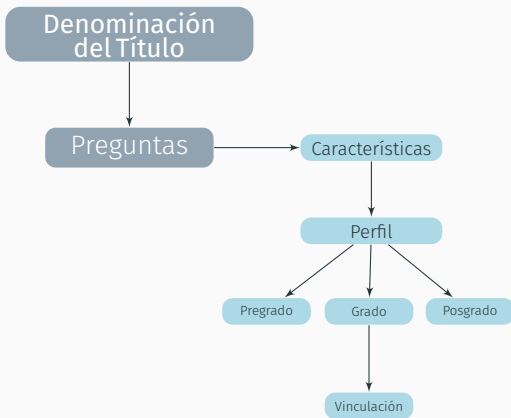 Denominación
del Título
Preguntas
Características
Perfil
Pregrado
Grado
Posgrado
Vinculación